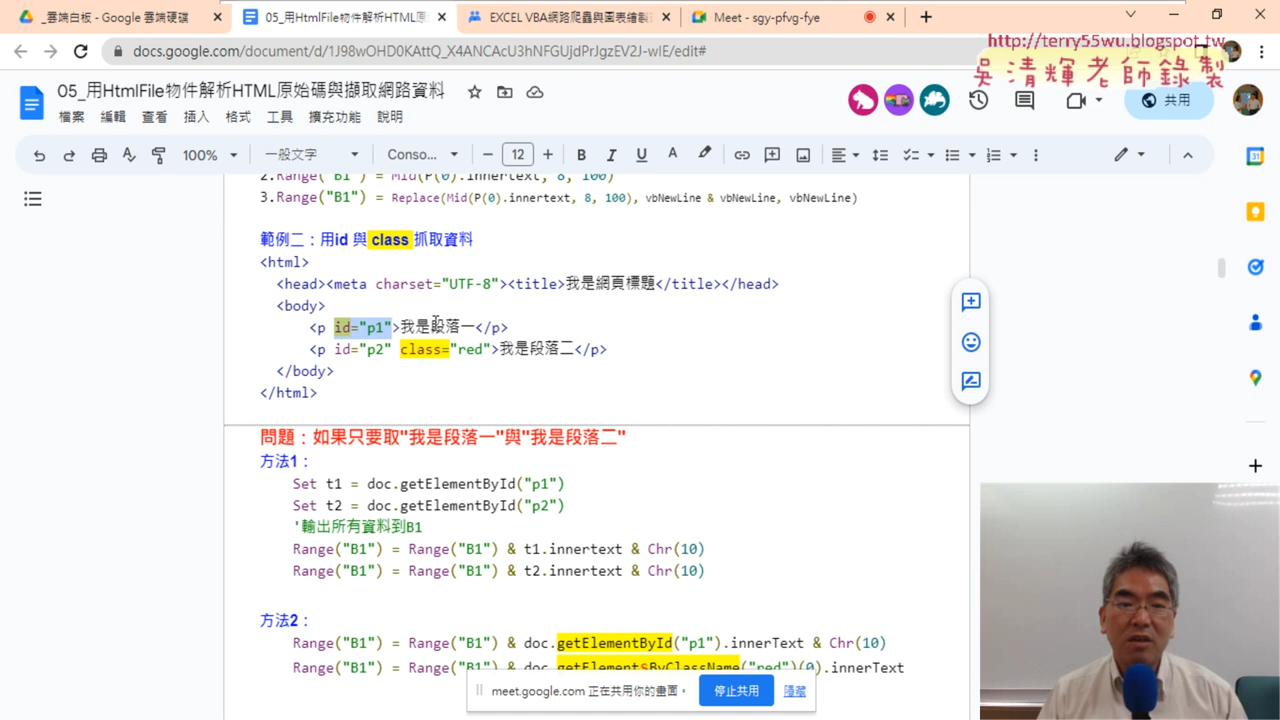 _雲端白板 - Google 雲端硬碟
05_用HtmlFile物件解析HTML原
EXCEL VBA網路爬蟲與圖表繪製
Meet - sgy-pfvg-fye
docs.google.com/document/d/1J98wOHD0KAttQ_X4ANCAcU3hNFGUjdPrJgzEV2J-wIE/edit#
http://terry55wu.blogspot.tw
吳清輝老師錄製
05_用HtmlFile物件解析HTML原始碼與擷取網路資料
共用
檔案 編輯 查看 插入 格式 工具 擴充功能 說明
100% 一般文字 Conso... 12
2.Range("B1") = Mid(P(0).innertext, 8, 100)
3.Range("B1") = Replace(Mid(P(0).innertext, 8, 100), vbNewLine & vbNewLine, vbNewLine)
範例二：用id 與 class 抓取資料
<html>
<head><meta charset="UTF-8"><title>我是網頁標題</title></head>
<body>
<p id="p1">我是段落一</p>
<p id="p2" class="red">我是段落二</p>
</body>
</html>
問題：如果只要取"我是段落一"與"我是段落二"
方法1：
Set t1 = doc.getElementById("p1")
Set t2 = doc.getElementById("p2")
'輸出所有資料到B1
Range("B1") = Range("B1") & t1.innertext & Chr(10)
Range("B1") = Range("B1") & t2.innertext & Chr(10)
方法2：
Range("B1") = Range("B1") & doc.getElementById("p1").innerText & Chr(10)
Range("B1") = Range("B1") & doc.getElementSByClassName("red")(0).innerText
meet.google.com 正在共用你的畫面。 停止共用 隱藏
31